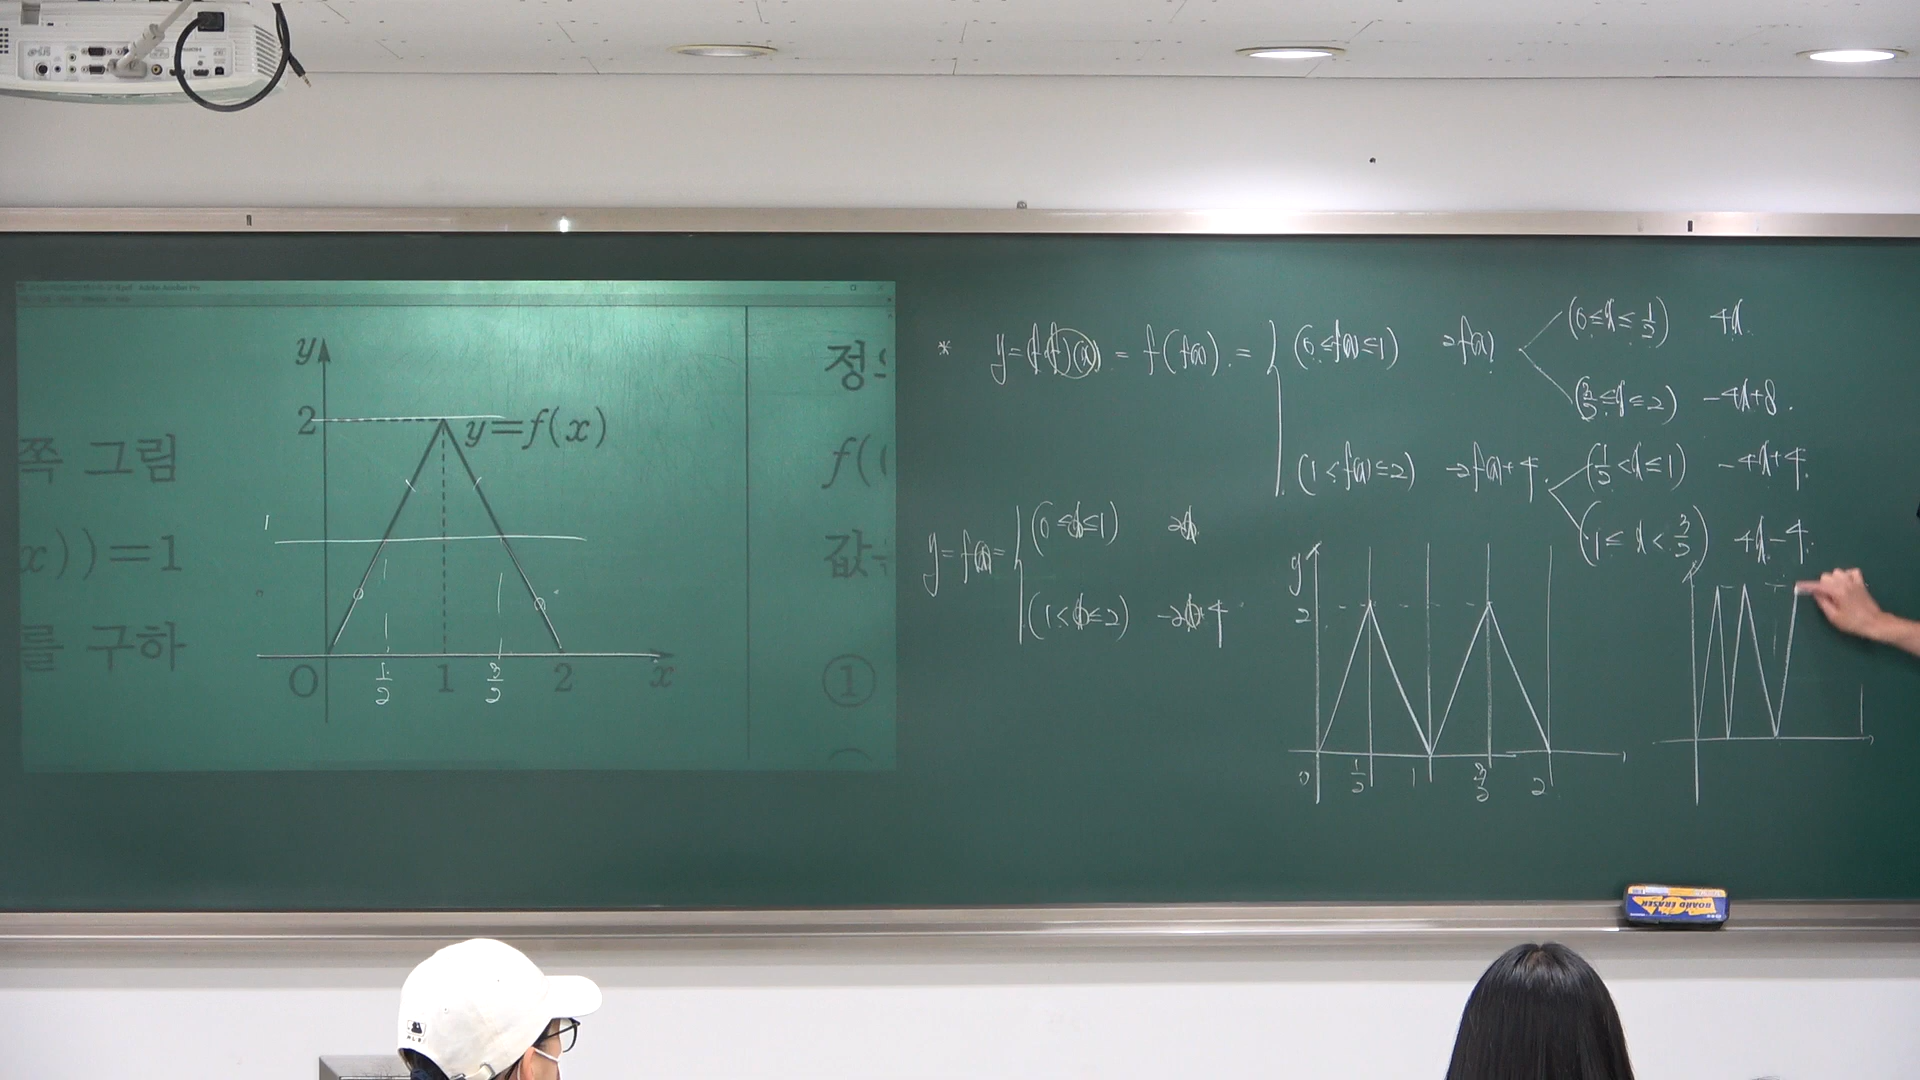 y
2
y=f(x)
1
O
1/2
1
3/2
2
x
쪽 그림
x))=1
를 구하
정
f(
값
①
* y=(f∘f)(x) = f(f(x)) = { (0≤f(x)≤1) 2f(x)
(0≤x≤1/2) 4x
(3/2≤x≤2) -4x+8.
(1<f(x)≤2) -2f(x)+4.
(1/2<x≤1) -4x+4.
(1≤x<3/2) 4x-4.
y=f(x)= { (0≤x≤1) 2x
(1<x≤2) -2x+4
y
2
0 1/2 1 3/2 2
BOARD ERASER